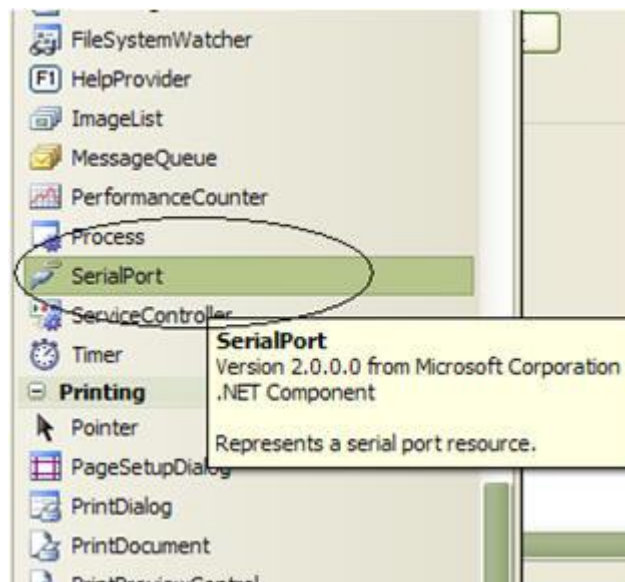 FileSystemWatcher
HelpProvider
ImageList
MessageQueue
PerformanceCounter
Process
SerialPort
ServiceController
SerialPort
Version 2.0.0.0 from Microsoft Corporation
.NET Component
Represents a serial port resource.
Timer
Printing
Pointer
PageSetupDialog
PrintDialog
PrintDocument
PrintPreviewControl